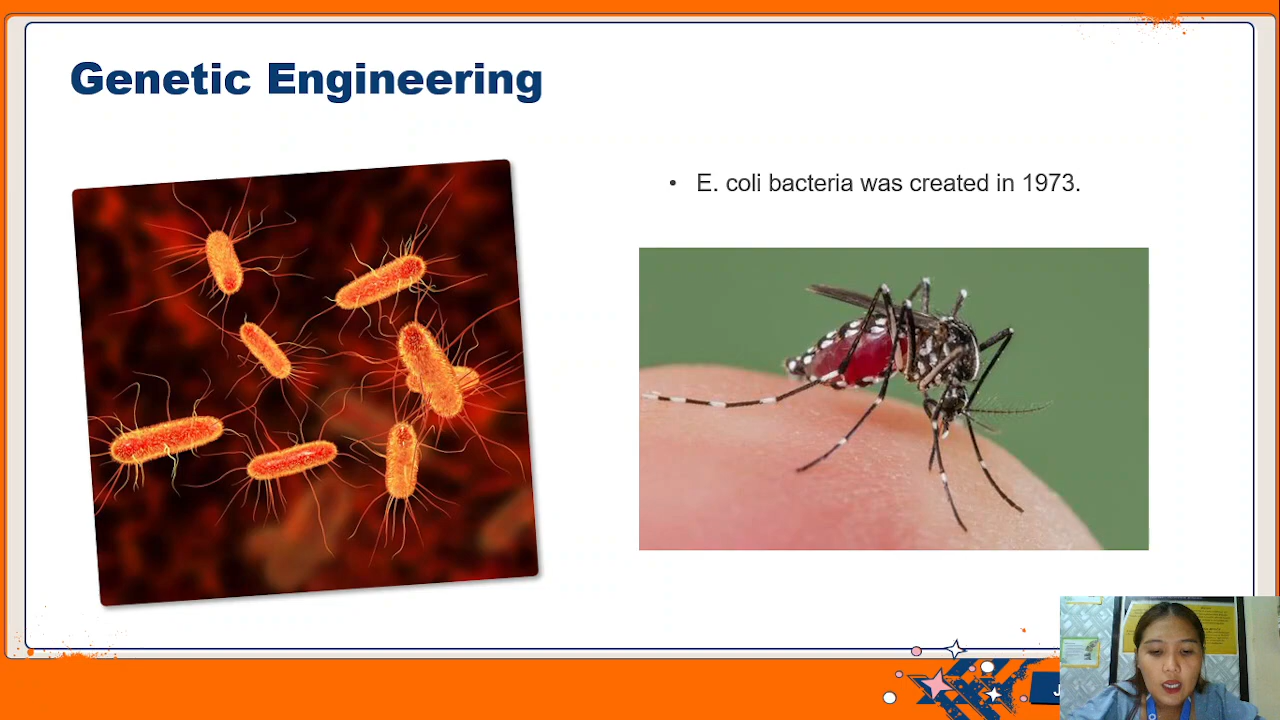 Genetic Engineering
• E. coli bacteria was created in 1973.
J